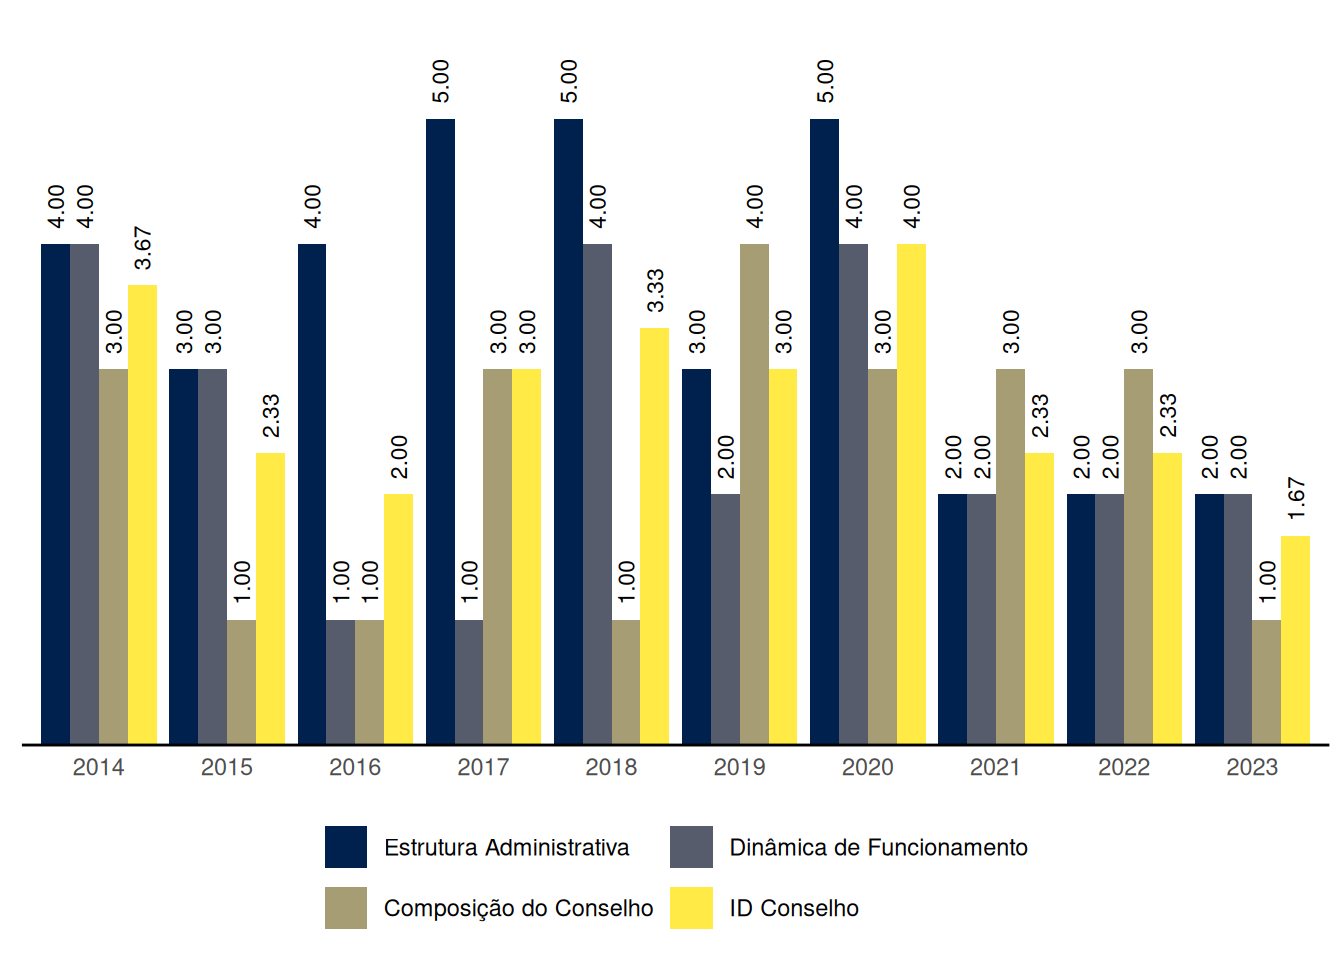 4.00 4.00 3.00 3.67
3.00 3.00 1.00 2.33
4.00 1.00 1.00 2.00
5.00 1.00 3.00 3.00
5.00 4.00 1.00 3.33
3.00 2.00 4.00 3.00
5.00 4.00 3.00 4.00
2.00 2.00 3.00 2.33
2.00 2.00 3.00 2.33
2.00 2.00 1.00 1.67
2014 2015 2016 2017 2018 2019 2020 2021 2022 2023
Estrutura Administrativa Dinâmica de Funcionamento
Composição do Conselho ID Conselho